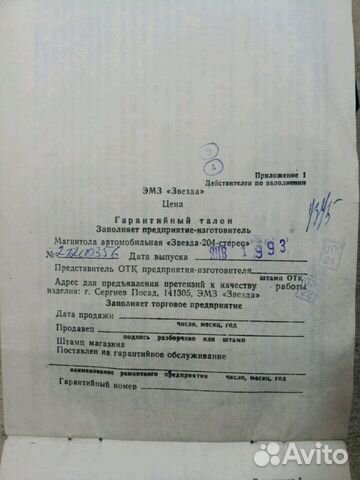 Приложение 1
Действителен по заполнении
ЭМЗ «Звезда»
Цена
Гарантийный талон
Заполняет предприятие-изготовитель
Магнитола автомобильная «Звезда-204-стерео»
№ Дата выпуска ЯНВ 1993
Представитель ОТК предприятия-изготовителя
штамп ОТК
Адрес для предъявления претензий к качеству работы
изделия: г. Сергиев Посад, 141305, ЭМЗ «Звезда»
Заполняет торговое предприятие
Дата продажи
число, месяц, год
Продавец
подпись разборчиво или штамп
Штамп магазина
Поставлен на гарантийное обслуживание
наименование ремонтного предприятия число, месяц, год
Гарантийный номер
Avito